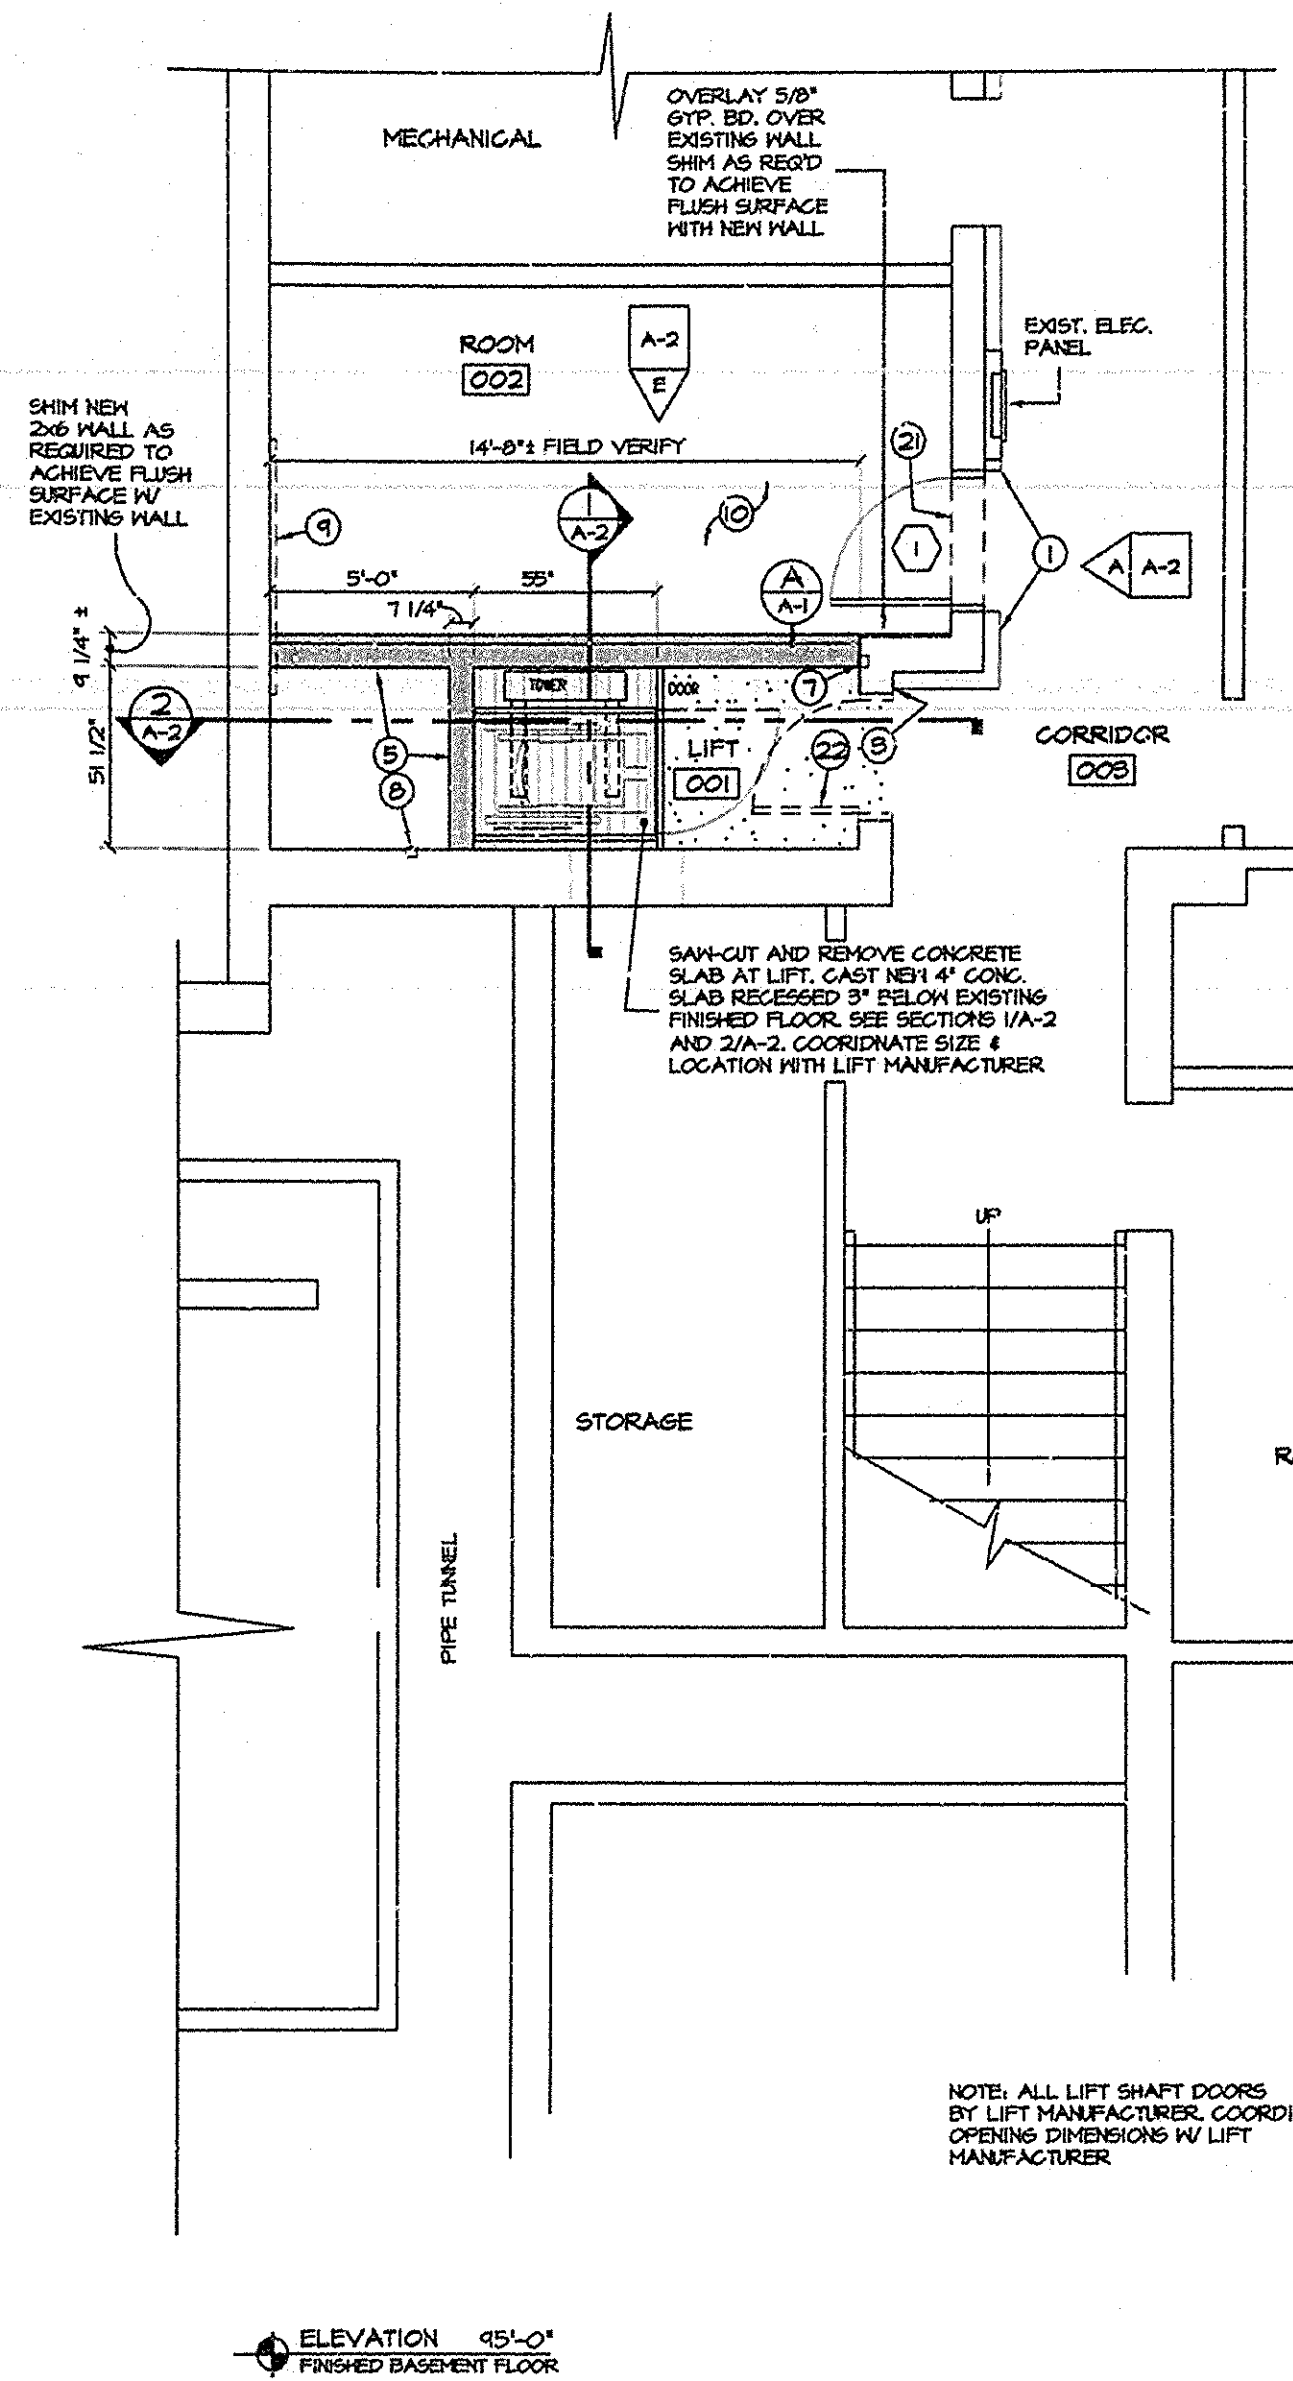 MECHANICAL
OVERLAY 5/8"
GYP. BD. OVER
EXISTING WALL
SHIM AS REQ'D
TO ACHIEVE
FLUSH SURFACE
WITH NEW WALL
ROOM
002
A-2
E
EXIST. ELEC.
PANEL
SHIM NEW
2x6 WALL AS
REQUIRED TO
ACHIEVE FLUSH
SURFACE W/
EXISTING WALL
14'-8"± FIELD VERIFY
21
9
1
A-2
10
1
1
A A-2
5'-0"
55"
7 1/4"
A
A-1
9 1/4" ±
TOWER
DOOR
7
2
A-2
51 1/2"
5
8
LIFT
001
22
3
CORRIDOR
003
SAW-CUT AND REMOVE CONCRETE
SLAB AT LIFT. CAST NEW 4" CONC.
SLAB RECESSED 3" BELOW EXISTING
FINISHED FLOOR. SEE SECTIONS 1/A-2
AND 2/A-2. COORIDNATE SIZE &
LOCATION WITH LIFT MANUFACTURER
UP
STORAGE
PIPE TUNNEL
NOTE: ALL LIFT SHAFT DOORS
BY LIFT MANUFACTURER. COORDI
OPENING DIMENSIONS W/ LIFT
MANUFACTURER
ELEVATION 95'-0"
FINISHED BASEMENT FLOOR